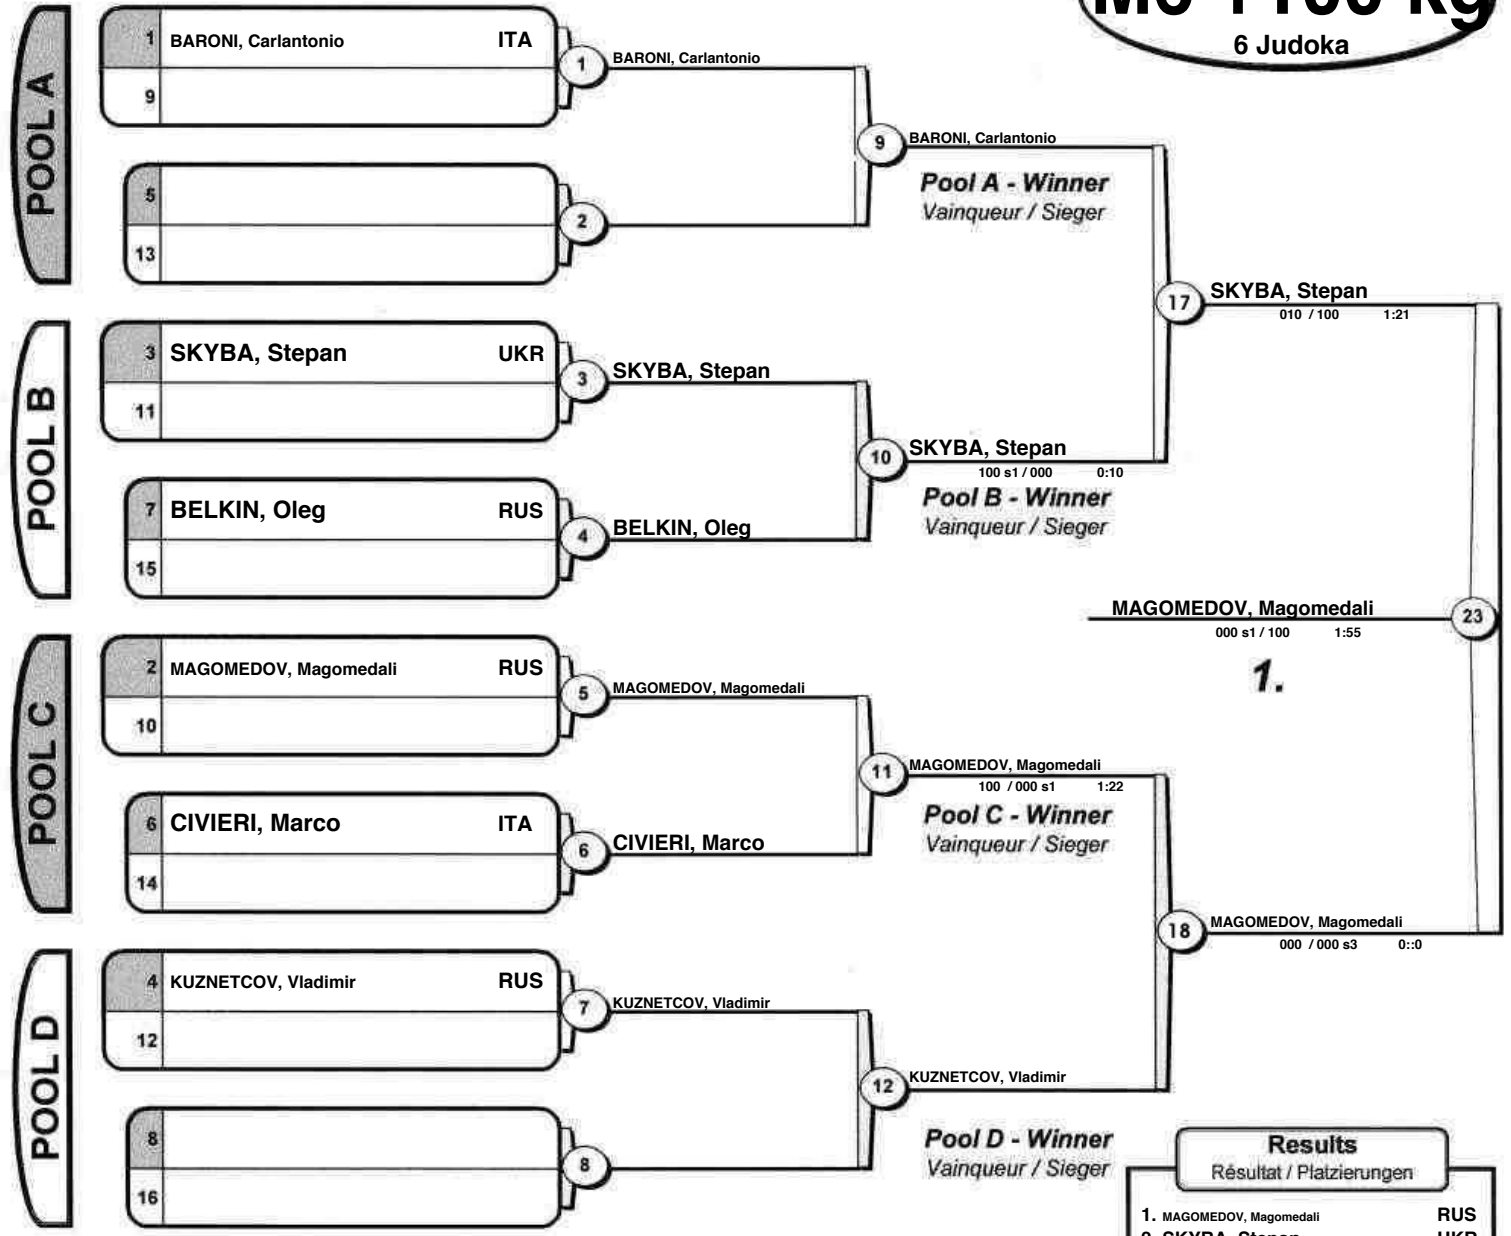 6 Judoka
POOL A
1 BARONI, Carlantonio ITA
9
1 BARONI, Carlantonio
5
13
2
9 BARONI, Carlantonio
Pool A - Winner
Vainqueur / Sieger
POOL B
3 SKYBA, Stepan UKR
11
3 SKYBA, Stepan
7 BELKIN, Oleg RUS
15
4 BELKIN, Oleg
10 SKYBA, Stepan
100 s1 / 000 0:10
Pool B - Winner
Vainqueur / Sieger
17 SKYBA, Stepan
010 / 100 1:21
MAGOMEDOV, Magomedali 23
000 s1 / 100 1:55
1.
POOL C
2 MAGOMEDOV, Magomedali RUS
10
5 MAGOMEDOV, Magomedali
6 CIVIERI, Marco ITA
14
6 CIVIERI, Marco
11 MAGOMEDOV, Magomedali
100 / 000 s1 1:22
Pool C - Winner
Vainqueur / Sieger
18 MAGOMEDOV, Magomedali
000 / 000 s3 0::0
POOL D
4 KUZNETCOV, Vladimir RUS
12
7 KUZNETCOV, Vladimir
8
16
8
12 KUZNETCOV, Vladimir
Pool D - Winner
Vainqueur / Sieger
Results
Résultat / Platzierungen
1. MAGOMEDOV, Magomedali RUS
2. SKYBA, Stepan UKR